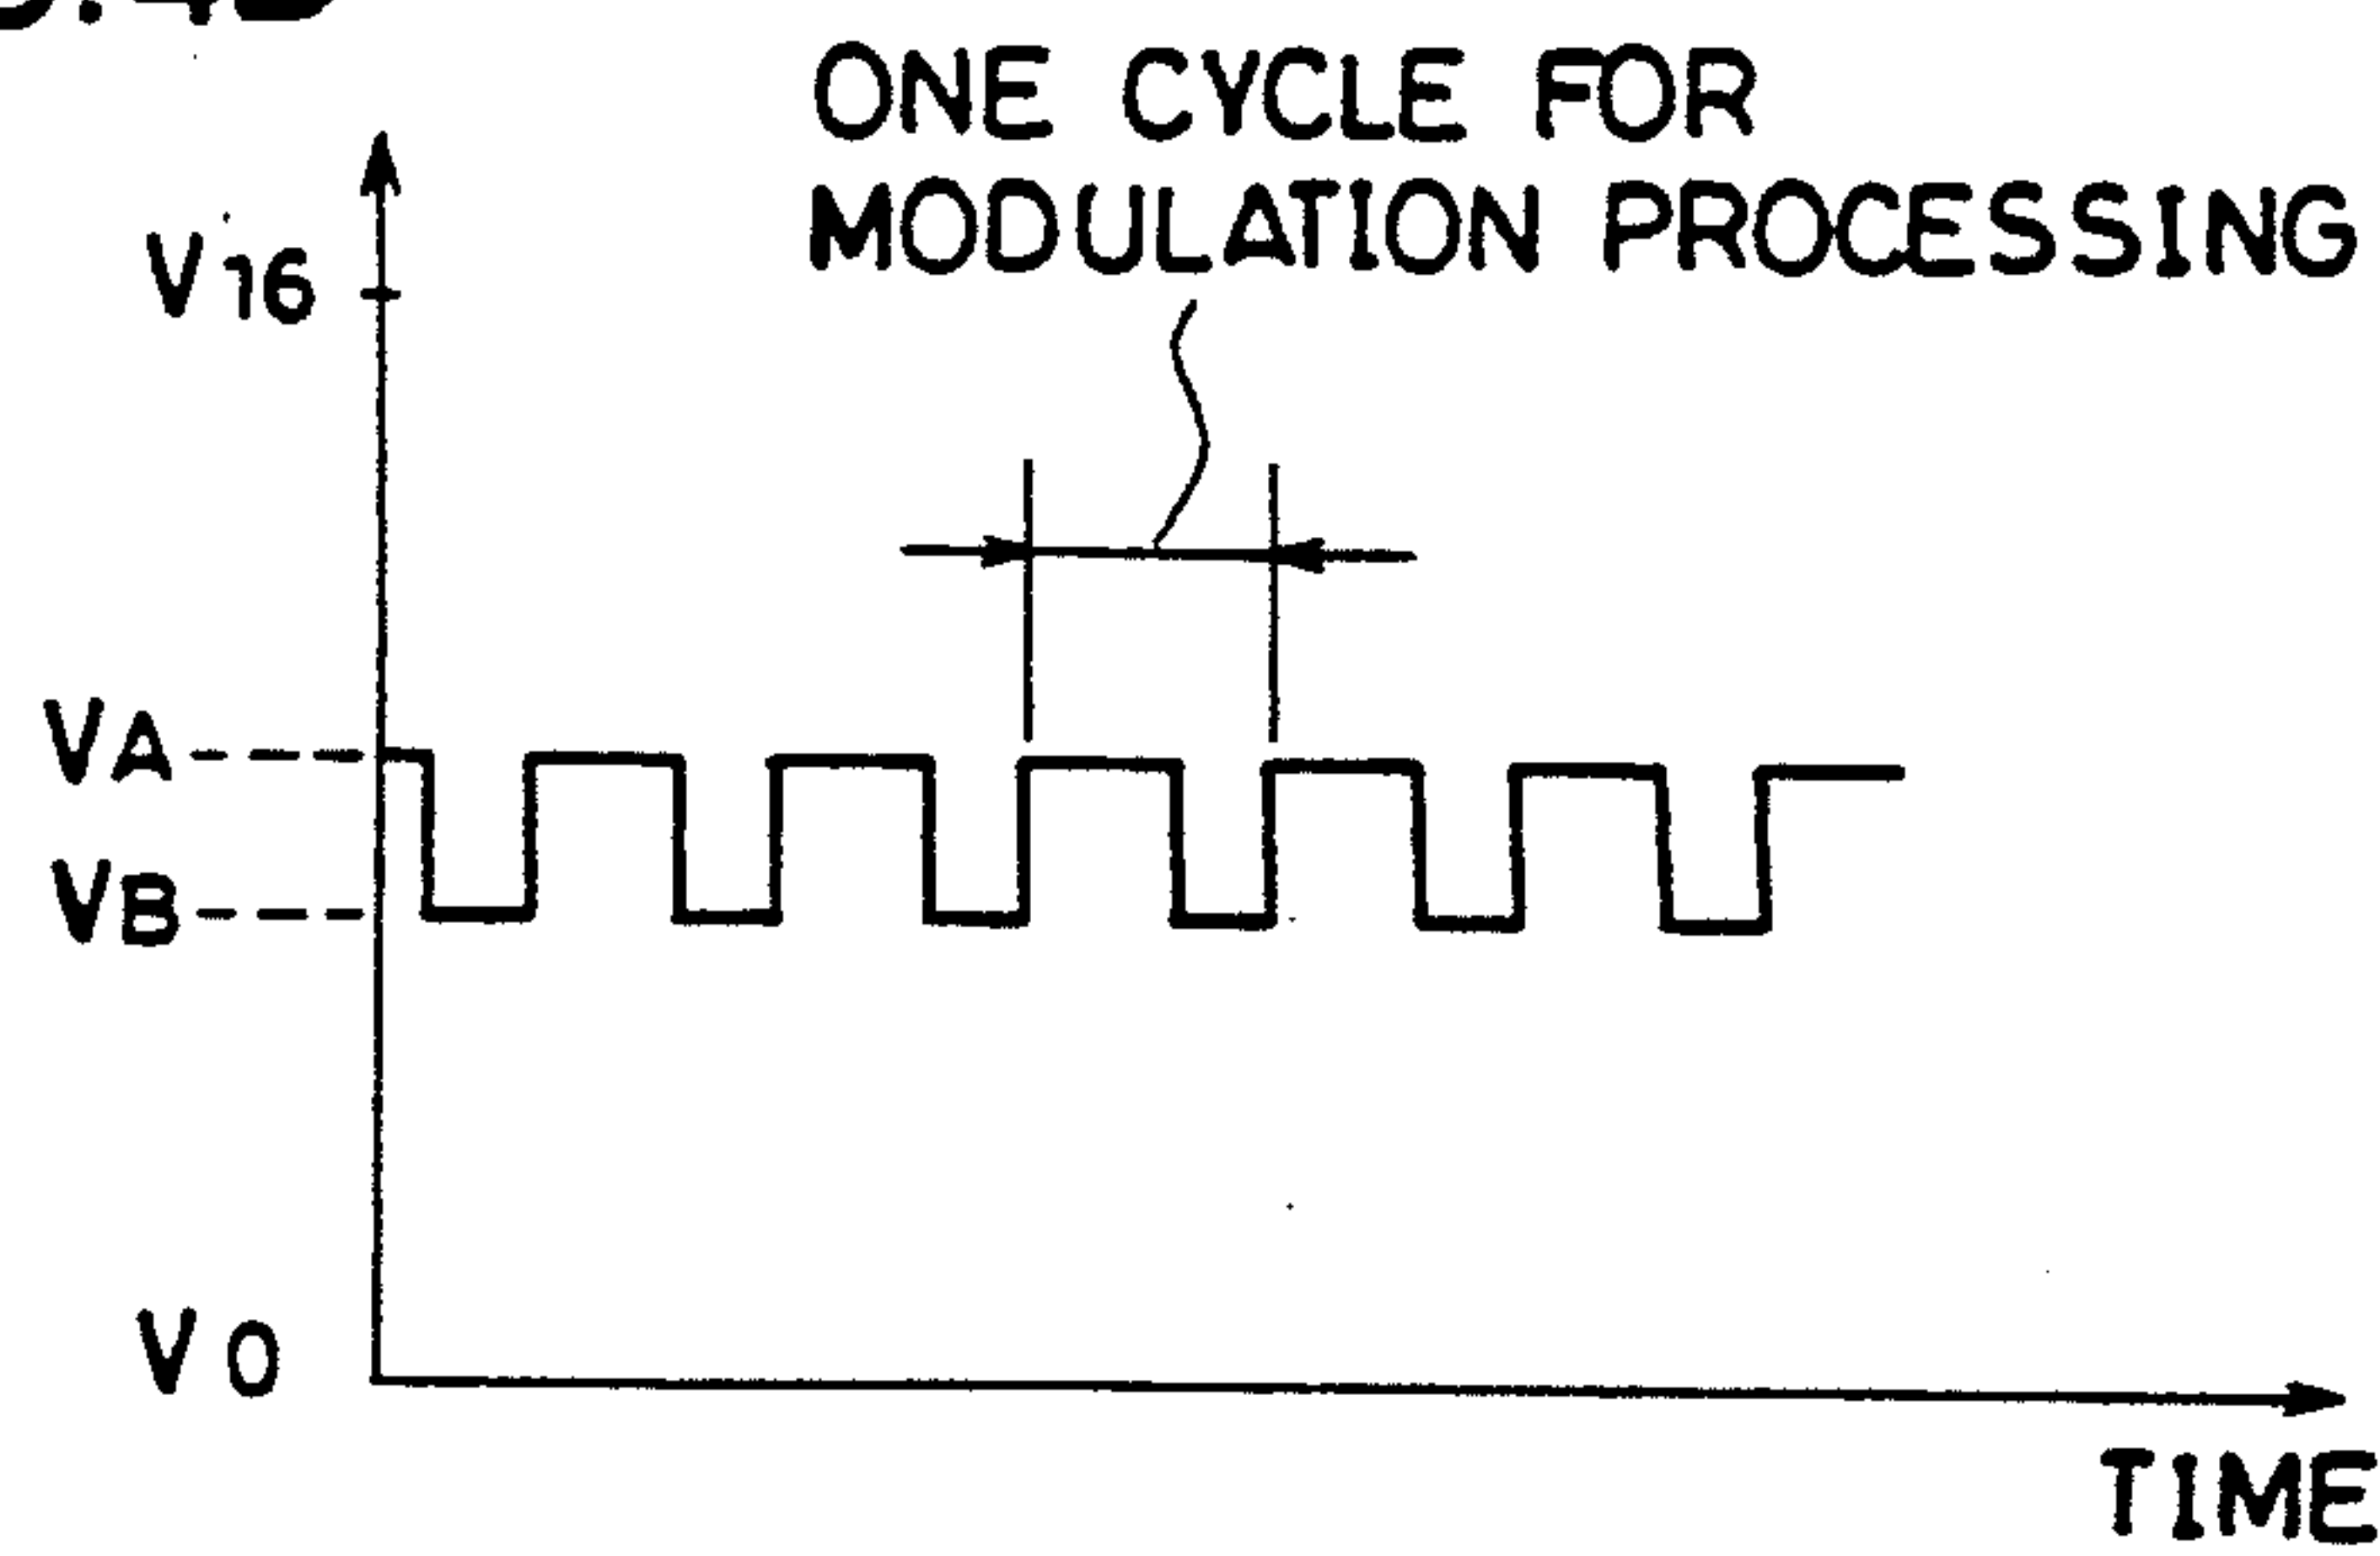 ONE CYCLE FOR
MODULATION PROCESSING
V16
VA
VB
V0
TIME